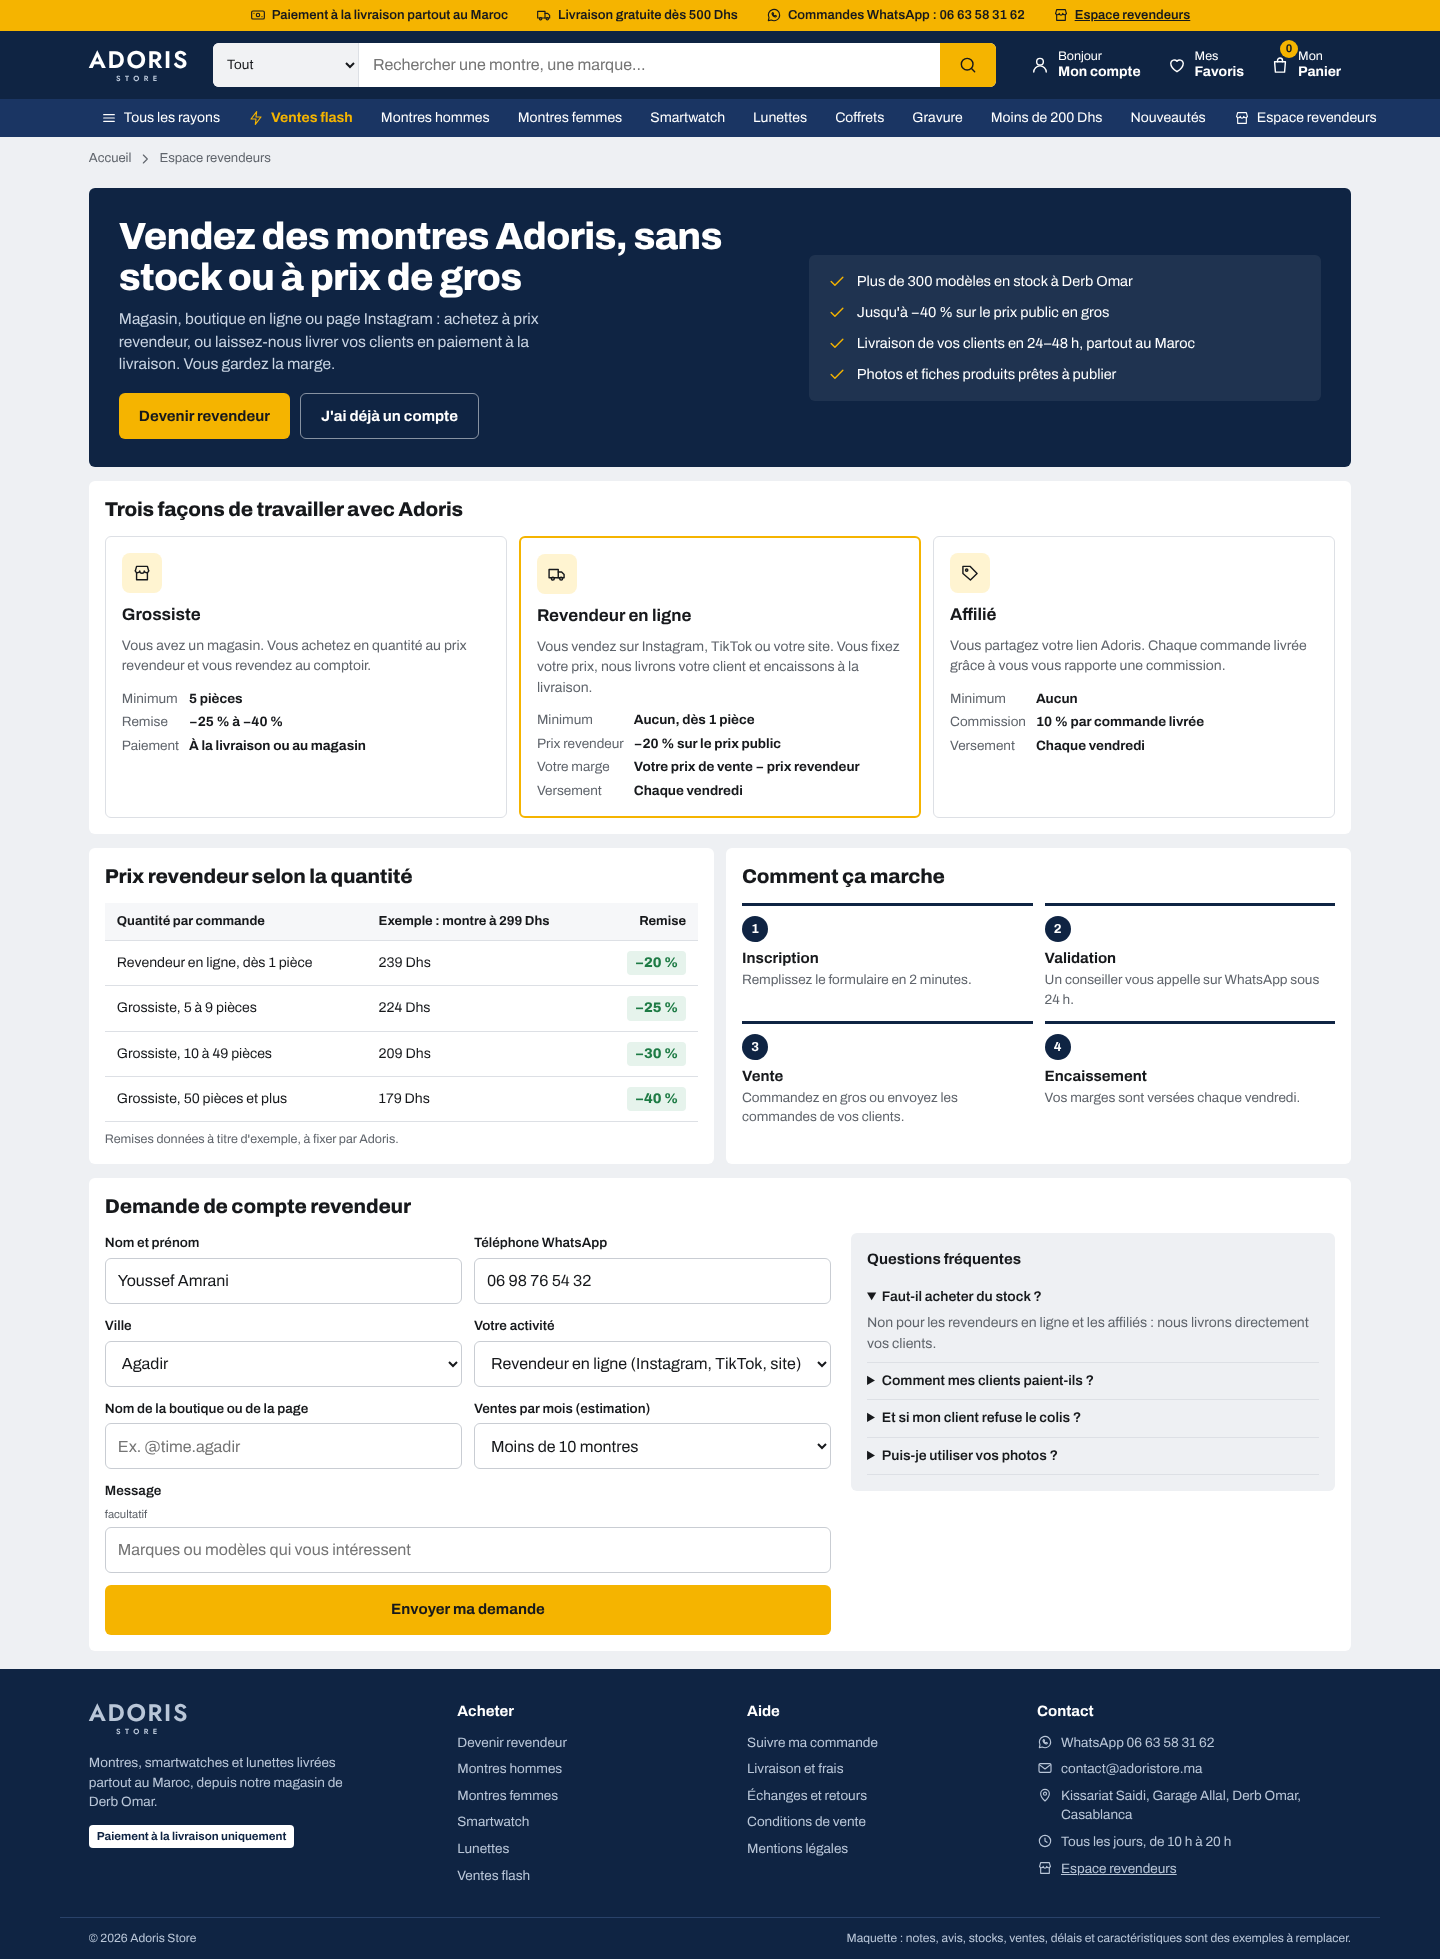 Paiement à la livraison partout au Maroc
Livraison gratuite dès 500 Dhs
Commandes WhatsApp : 06 63 58 31 62
Espace revendeurs
ADORIS
STORE
Tout
Rechercher une montre, une marque...
Bonjour
Mon compte
Mes
Favoris
0
Mon
Panier
Tous les rayons
Ventes flash
Montres hommes
Montres femmes
Smartwatch
Lunettes
Coffrets
Gravure
Moins de 200 Dhs
Nouveautés
Espace revendeurs
Accueil
Espace revendeurs
Vendez des montres Adoris, sans
stock ou à prix de gros
Magasin, boutique en ligne ou page Instagram : achetez à prix
revendeur, ou laissez-nous livrer vos clients en paiement à la
livraison. Vous gardez la marge.
Devenir revendeur
J'ai déjà un compte
Plus de 300 modèles en stock à Derb Omar
Jusqu'à –40 % sur le prix public en gros
Livraison de vos clients en 24–48 h, partout au Maroc
Photos et fiches produits prêtes à publier
Trois façons de travailler avec Adoris
Grossiste
Vous avez un magasin. Vous achetez en quantité au prix
revendeur et vous revendez au comptoir.
Minimum 5 pièces
Remise –25 % à –40 %
Paiement À la livraison ou au magasin
Revendeur en ligne
Vous vendez sur Instagram, TikTok ou votre site. Vous fixez
votre prix, nous livrons votre client et encaissons à la
livraison.
Minimum Aucun, dès 1 pièce
Prix revendeur –20 % sur le prix public
Votre marge Votre prix de vente – prix revendeur
Versement Chaque vendredi
Affilié
Vous partagez votre lien Adoris. Chaque commande livrée
grâce à vous vous rapporte une commission.
Minimum Aucun
Commission 10 % par commande livrée
Versement Chaque vendredi
Prix revendeur selon la quantité
Quantité par commande Exemple : montre à 299 Dhs Remise
Revendeur en ligne, dès 1 pièce 239 Dhs –20 %
Grossiste, 5 à 9 pièces 224 Dhs –25 %
Grossiste, 10 à 49 pièces 209 Dhs –30 %
Grossiste, 50 pièces et plus 179 Dhs –40 %
Remises données à titre d'exemple, à fixer par Adoris.
Comment ça marche
1
Inscription
Remplissez le formulaire en 2 minutes.
2
Validation
Un conseiller vous appelle sur WhatsApp sous
24 h.
3
Vente
Commandez en gros ou envoyez les
commandes de vos clients.
4
Encaissement
Vos marges sont versées chaque vendredi.
Demande de compte revendeur
Nom et prénom
Youssef Amrani
Téléphone WhatsApp
06 98 76 54 32
Ville
Agadir
Votre activité
Revendeur en ligne (Instagram, TikTok, site)
Nom de la boutique ou de la page
Ex. @time.agadir
Ventes par mois (estimation)
Moins de 10 montres
Message
facultatif
Marques ou modèles qui vous intéressent
Envoyer ma demande
Questions fréquentes
Faut-il acheter du stock ?
Non pour les revendeurs en ligne et les affiliés : nous livrons directement
vos clients.
Comment mes clients paient-ils ?
Et si mon client refuse le colis ?
Puis-je utiliser vos photos ?
ADORIS
STORE
Montres, smartwatches et lunettes livrées
partout au Maroc, depuis notre magasin de
Derb Omar.
Paiement à la livraison uniquement
Acheter
Devenir revendeur
Montres hommes
Montres femmes
Smartwatch
Lunettes
Ventes flash
Aide
Suivre ma commande
Livraison et frais
Échanges et retours
Conditions de vente
Mentions légales
Contact
WhatsApp 06 63 58 31 62
contact@adoristore.ma
Kissariat Saidi, Garage Allal, Derb Omar,
Casablanca
Tous les jours, de 10 h à 20 h
Espace revendeurs
© 2026 Adoris Store
Maquette : notes, avis, stocks, ventes, délais et caractéristiques sont des exemples à remplacer.